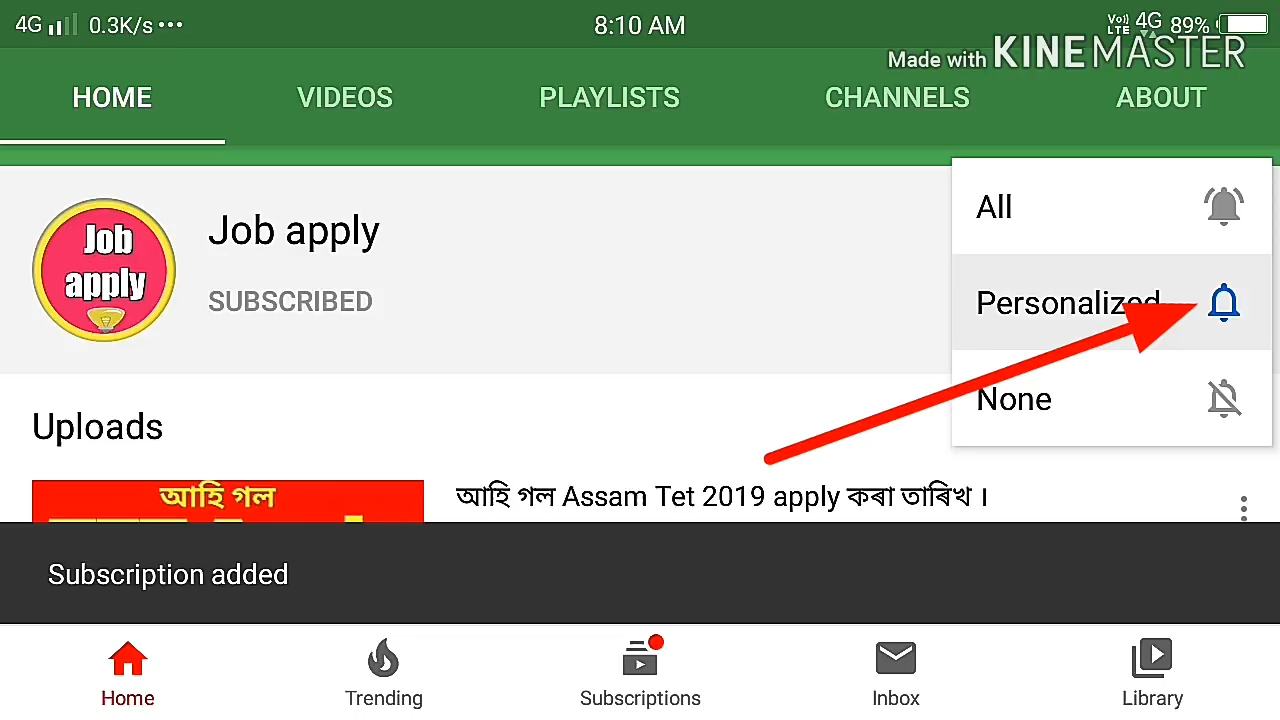 4G 0.3K/s ••• 8:10 AM Vo)) LTE 4G 89%
Made with KINEMASTER
HOME VIDEOS PLAYLISTS CHANNELS ABOUT
All
Job apply
Job
apply
SUBSCRIBED
Personalized
None
Uploads
আহি গল
আহি গল Assam Tet 2019 apply কৰা তাৰিখ ।
Subscription added
Home Trending Subscriptions Inbox Library